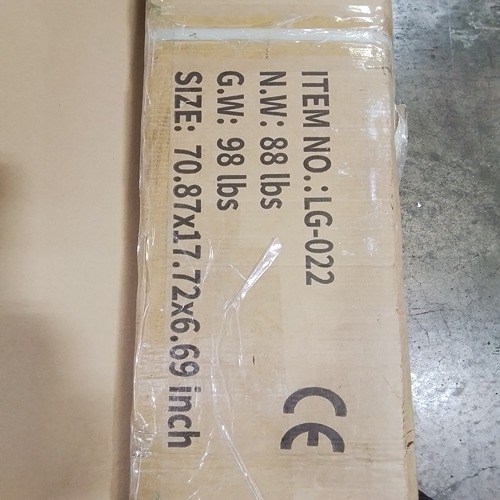 ITEM NO.:LG-022
N.W: 88 lbs
G.W: 98 lbs
SIZE: 70.87x17.72x6.69 inch
CE